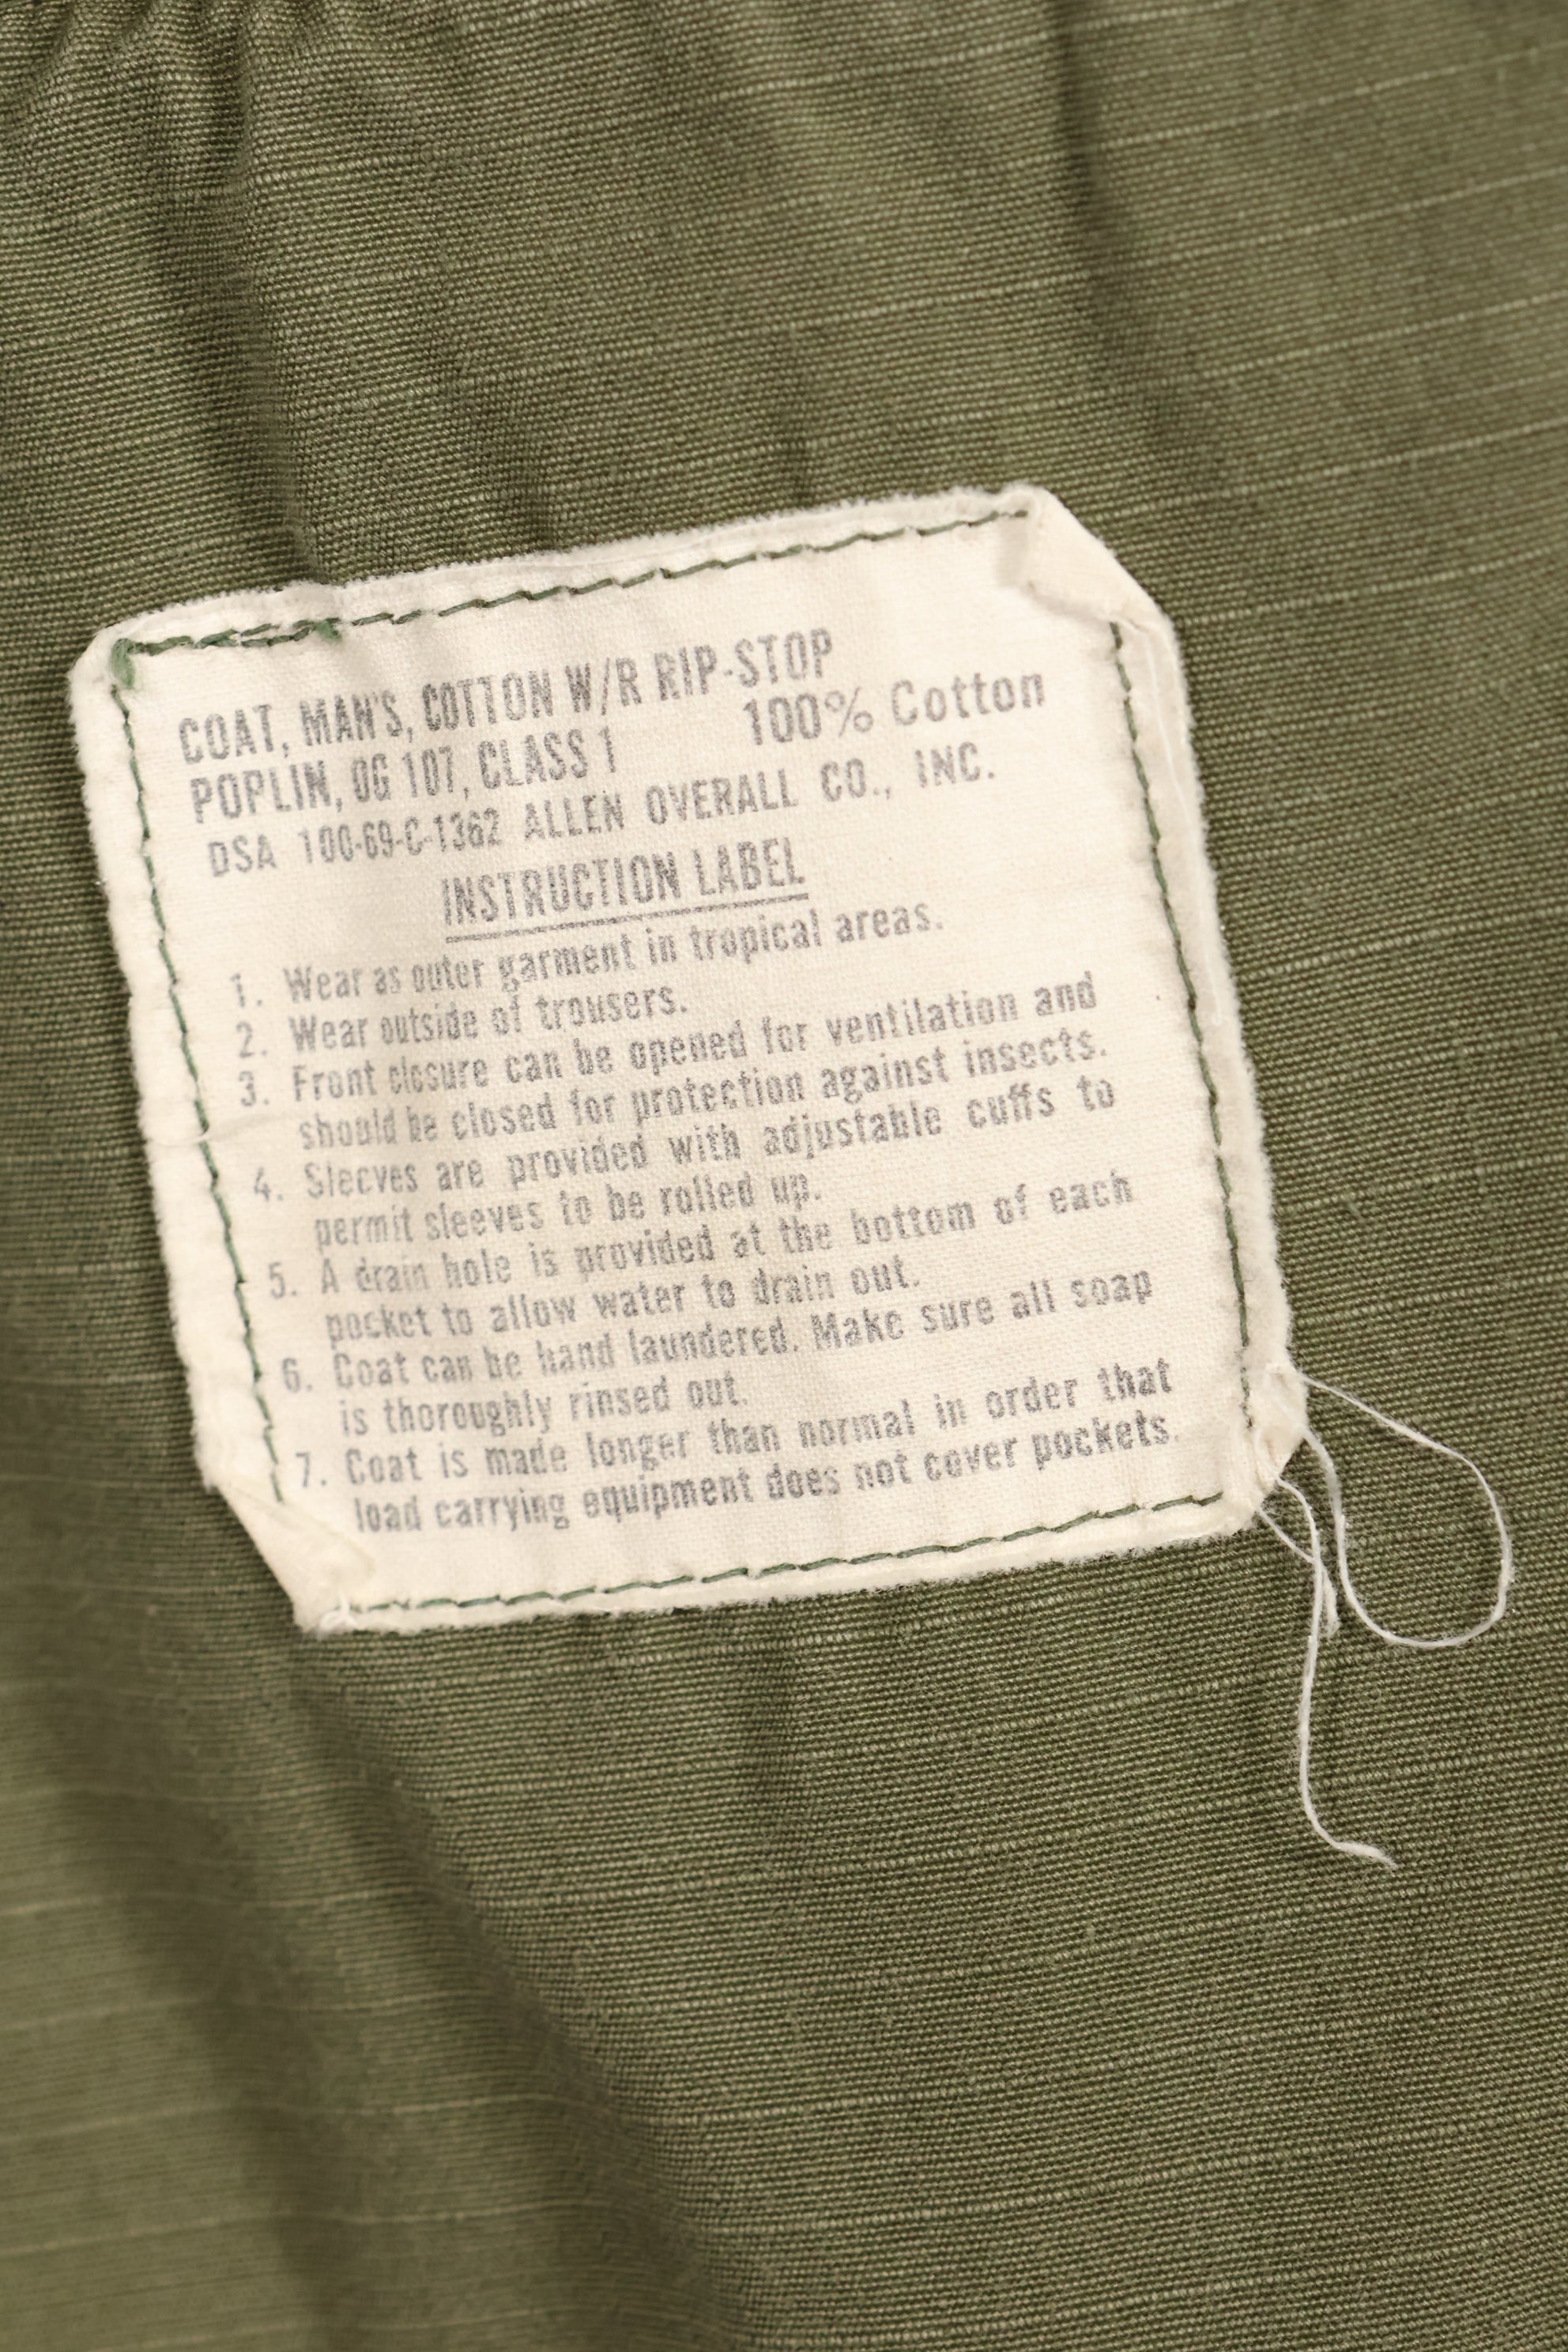 COAT, MAN'S, COTTON W/R RIP-STOP
POPLIN, OG 107, CLASS 1 100% Cotton
DSA 100-69-C-1362 ALLEN OVERALL CO., INC.
INSTRUCTION LABEL
1. Wear as outer garment in tropical areas.
2. Wear outside of trousers.
3. Front closure can be opened for ventilation and
should be closed for protection against insects.
4. Sleeves are provided with adjustable cuffs to
permit sleeves to be rolled up.
5. A drain hole is provided at the bottom of each
pocket to allow water to drain out.
6. Coat can be hand laundered. Make sure all soap
is thoroughly rinsed out.
7. Coat is made longer than normal in order that
load carrying equipment does not cover pockets.